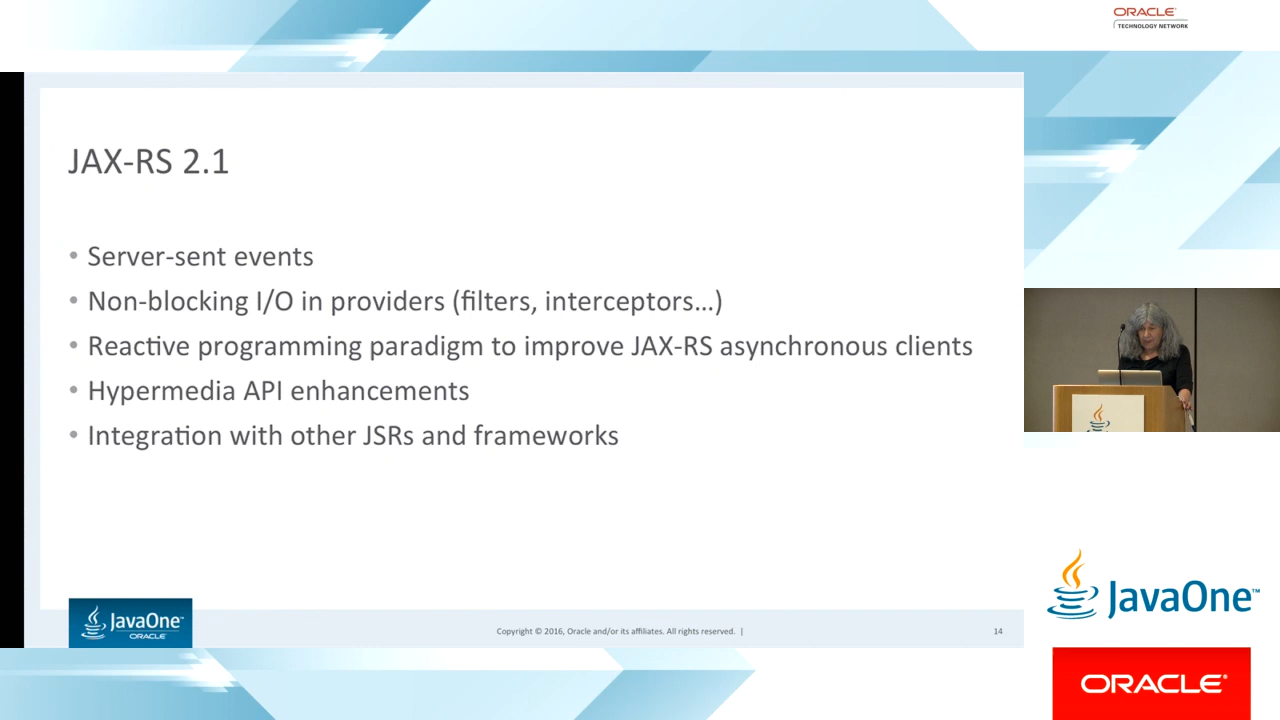 ORACLE
TECHNOLOGY NETWORK
JAX-RS 2.1
• Server-sent events
• Non-blocking I/O in providers (filters, interceptors…)
• Reactive programming paradigm to improve JAX-RS asynchronous clients
• Hypermedia API enhancements
• Integration with other JSRs and frameworks
JavaOne™
ORACLE
Copyright © 2016, Oracle and/or its affiliates. All rights reserved. |
14
JavaOne™
ORACLE®